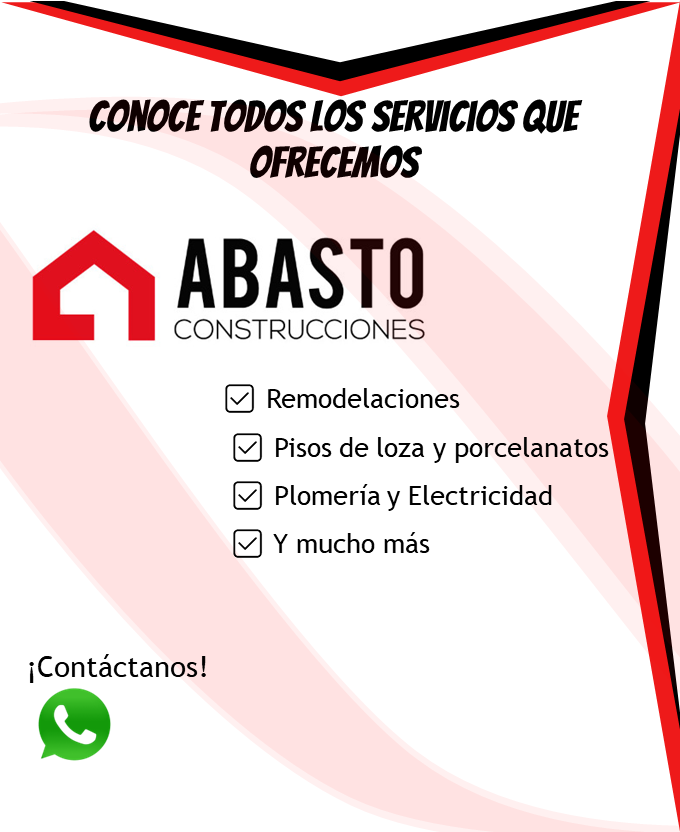 CONOCE TODOS LOS SERVICIOS QUE
OFRECEMOS
ABASTO
CONSTRUCCIONES
Remodelaciones
Pisos de loza y porcelanatos
Plomería y Electricidad
Y mucho más
¡Contáctanos!